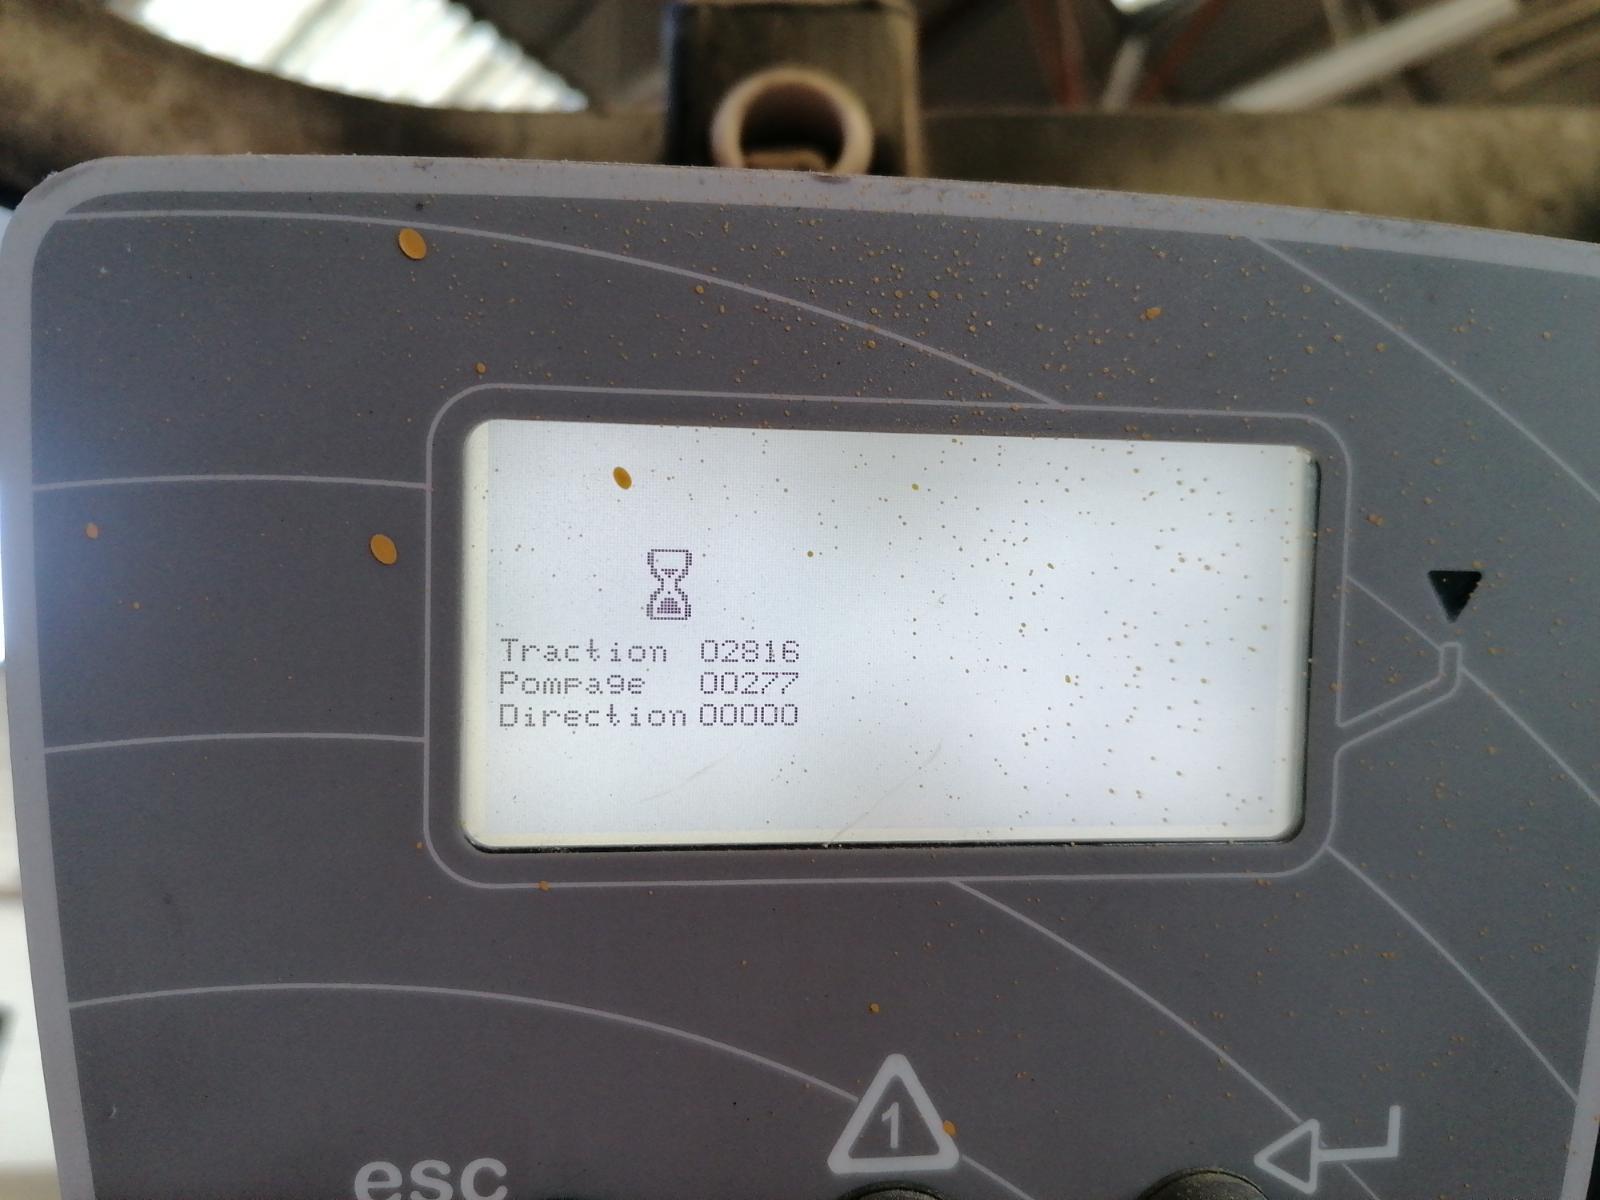 Traction 02816
Pompage 00277
Direction 00000
1
esc